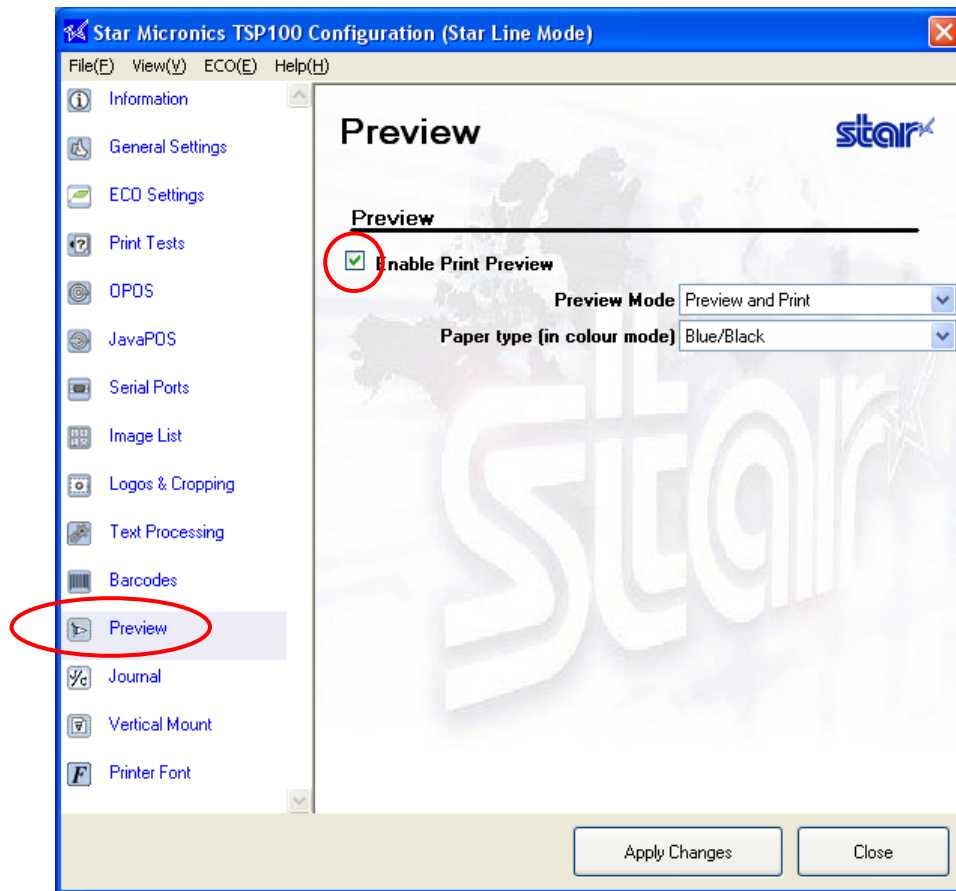 Star Micronics TSP100 Configuration (Star Line Mode)
File(F) View(V) ECO(E) Help(H)
Information
General Settings
ECO Settings
Print Tests
OPOS
JavaPOS
Serial Ports
Image List
Logos & Cropping
Text Processing
Barcodes
Preview
Journal
Vertical Mount
Printer Font
Preview
star
Preview
Enable Print Preview
Preview Mode Preview and Print
Paper type (in colour mode) Blue/Black
star
Apply Changes Close